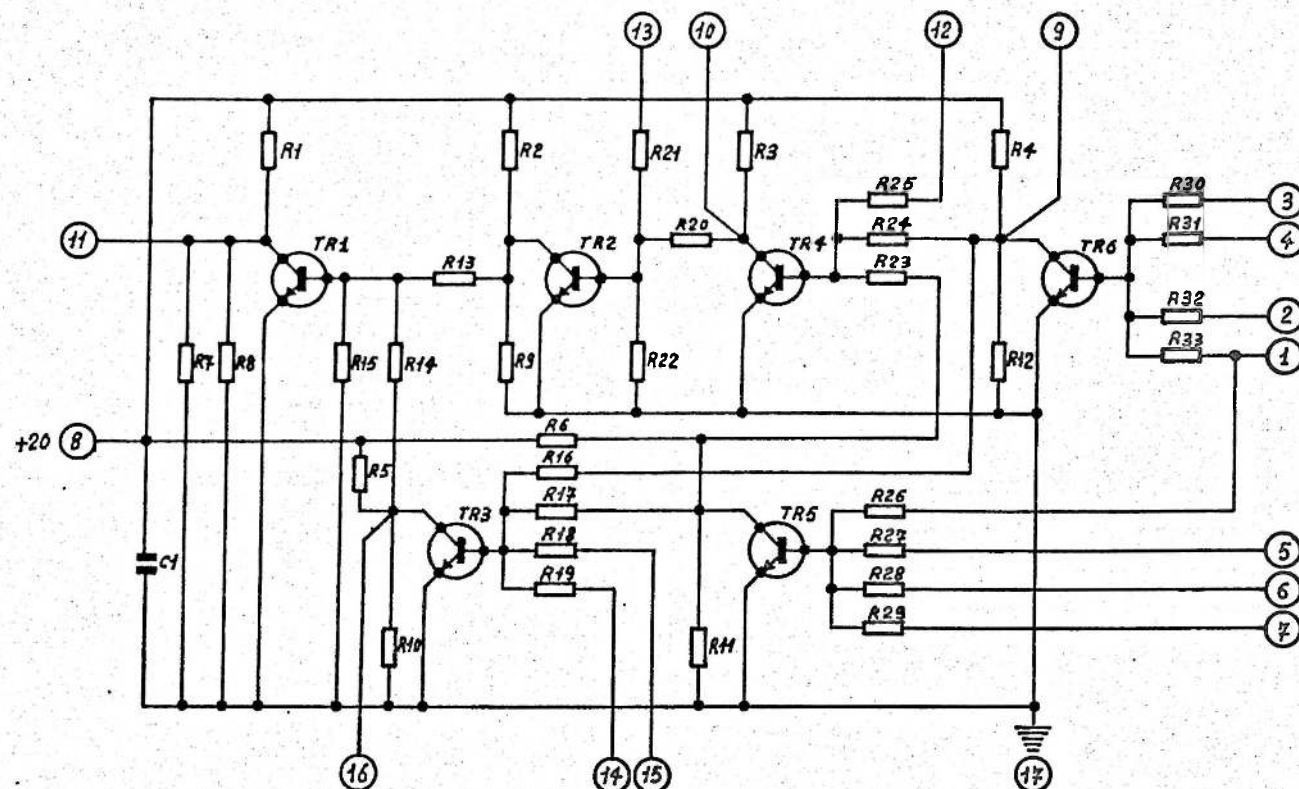 13 10 12 9
R1 R2 R21 R3 R4
R25 R30 3
11 R20 R24 R31 4
TR1 TR2 TR4 TR6
R13 R23
R32 2
R33 1
R7 R8 R15 R14 R9 R22 R12
+20 8 R6
R5 R16
R17 R26
TR3 TR5
R18 R27 5
C1
R19 R28 6
R29 7
R10 R11
16 14 15 17